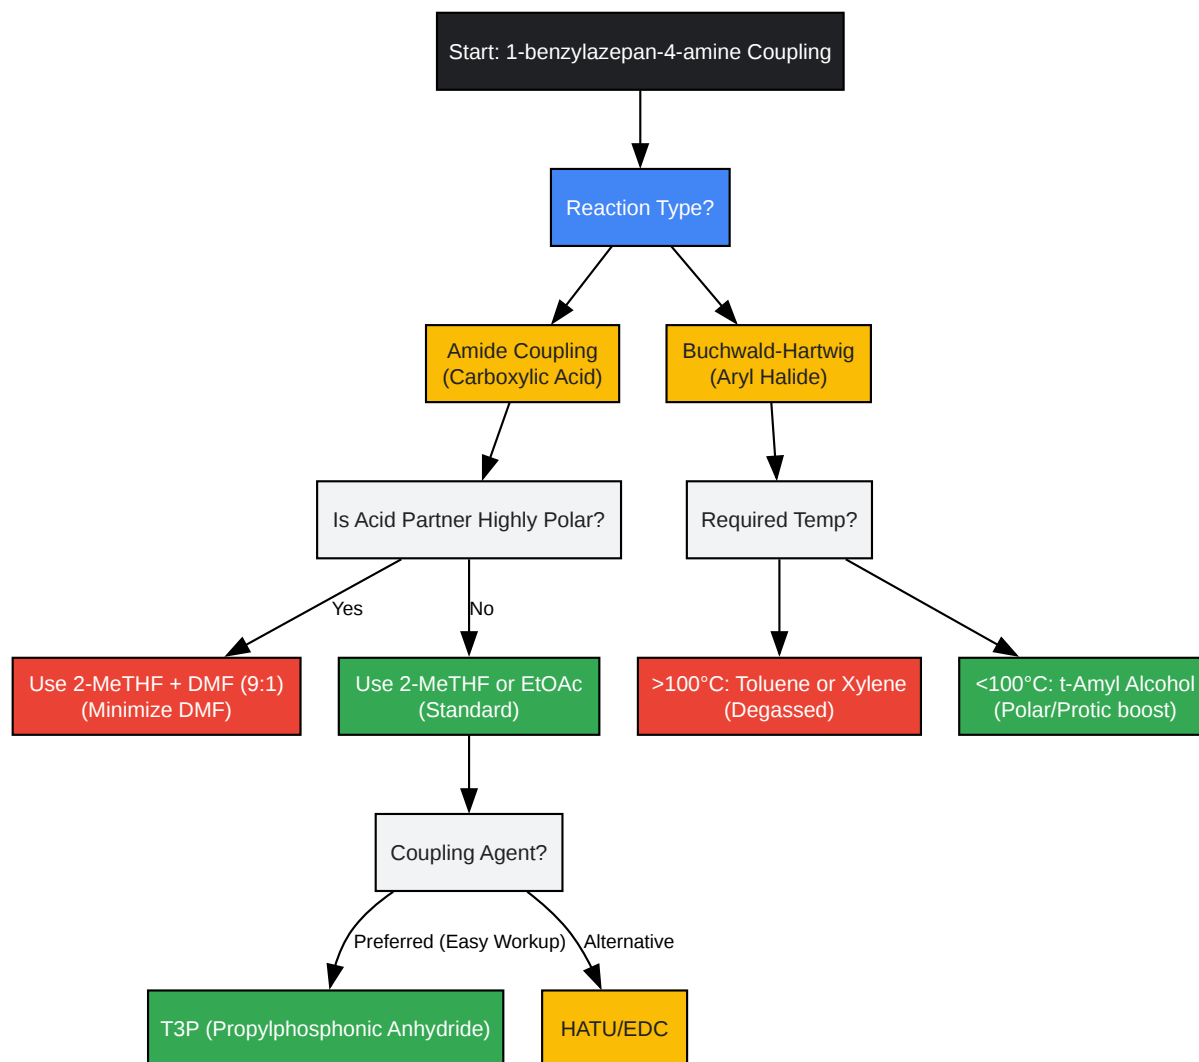 Start: 1-benzylazepan-4-amine Coupling
Reaction Type?
Amide Coupling
(Carboxylic Acid)
Buchwald-Hartwig
(Aryl Halide)
Is Acid Partner Highly Polar?
Required Temp?
Yes
No
Use 2-MeTHF + DMF (9:1)
(Minimize DMF)
Use 2-MeTHF or EtOAc
(Standard)
>100°C: Toluene or Xylene
(Degassed)
<100°C: t-Amyl Alcohol
(Polar/Protic boost)
Coupling Agent?
Preferred (Easy Workup)
Alternative
T3P (Propylphosphonic Anhydride)
HATU/EDC